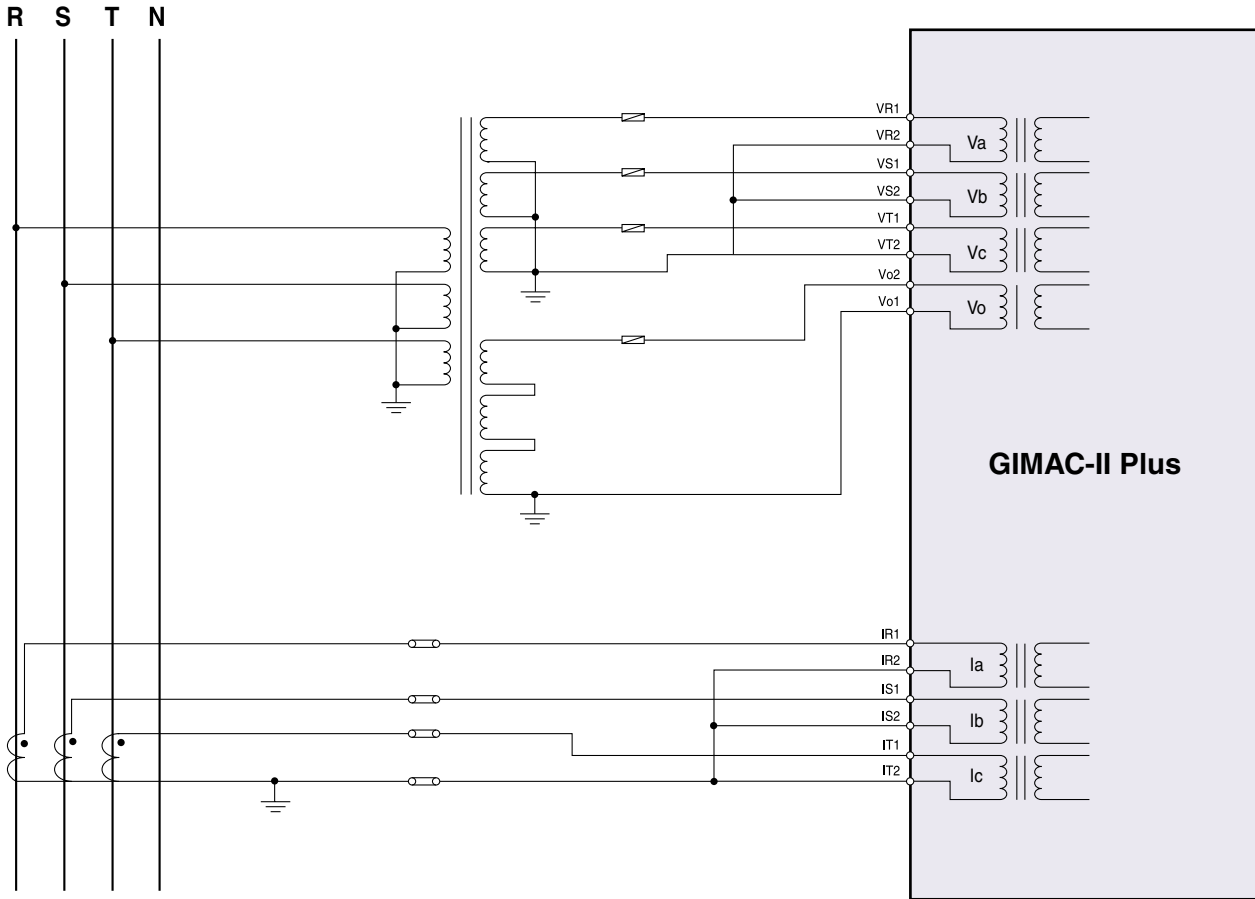 R S T N
VR1
VR2
Va
VS1
VS2
Vb
VT1
VT2
Vc
Vo2
Vo1
Vo
GIMAC-II Plus
IR1
IR2
Ia
IS1
IS2
Ib
IT1
IT2
Ic